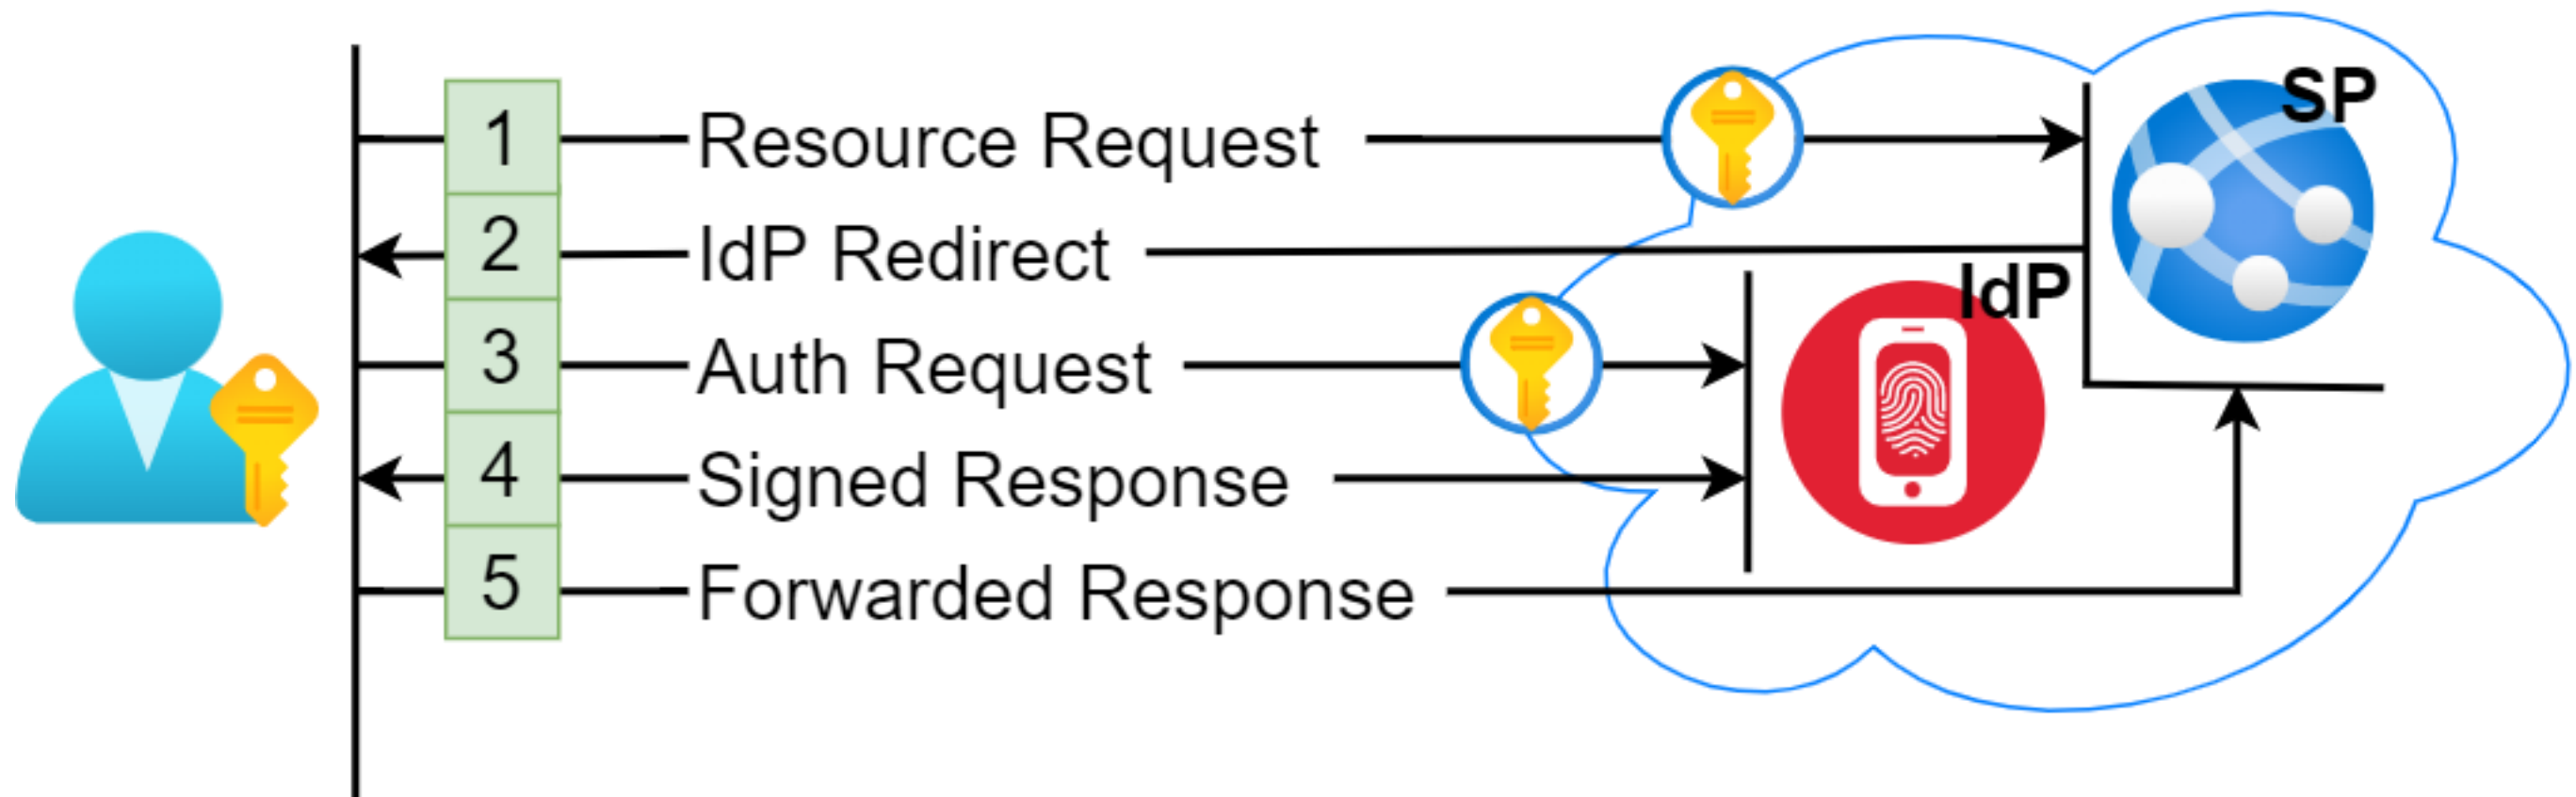 1 Resource Request
SP
2 IdP Redirect
IdP
3 Auth Request
4 Signed Response
5 Forwarded Response